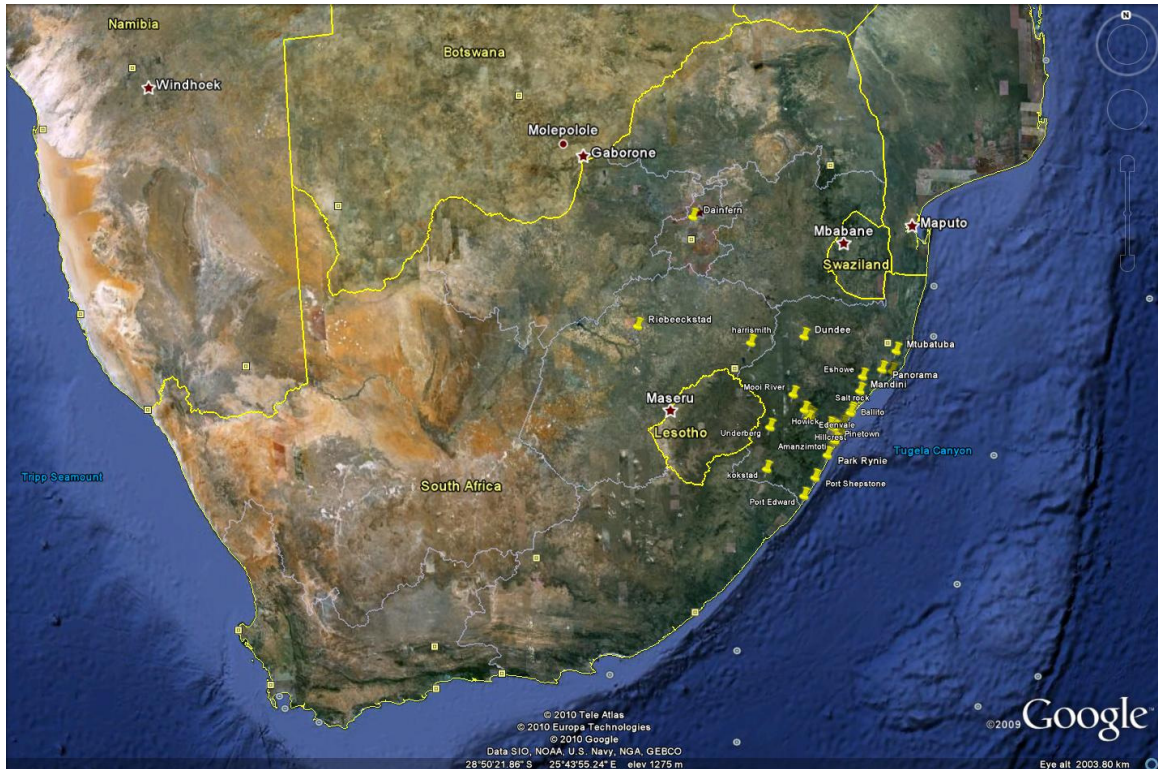 Namibia
N
Botswana
Windhoek
Molepolole
Gaborone
Dainfern
Maputo
Mbabane
Swaziland
Riebeeckstad
harrismith
Dundee
Mtubatuba
Eshowe
Panorama
Mooi River
Mandini
Maseru
Salt rock
Ballito
Howick
Edenvale
Lesotho
Underberg
Hillcrest
Pinetown
Amanzimtoti
Tugela Canyon
Park Rynie
Tripp Seamount
kokstad
South Africa
Port Shepstone
Port Edward
© 2010 Tele Atlas
© 2010 Europa Technologies
© 2010 Google
Data SIO, NOAA, U.S. Navy, NGA, GEBCO
©2009 Google™
28°50'21.86" S 25°43'55.24" E elev 1275 m
Eye alt 2003.80 km